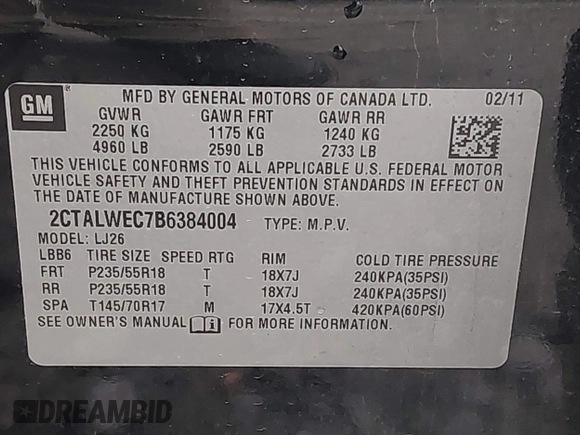 GM ®
MFD BY GENERAL MOTORS OF CANADA LTD. 02/11
GVWR GAWR FRT GAWR RR
2250 KG 1175 KG 1240 KG
4960 LB 2590 LB 2733 LB
THIS VEHICLE CONFORMS TO ALL APPLICABLE U.S. FEDERAL MOTOR
VEHICLE SAFETY AND THEFT PREVENTION STANDARDS IN EFFECT ON
THE DATE OF MANUFACTURE SHOWN ABOVE.
2CTALWEC7B6384004 TYPE: M.P.V.
MODEL: LJ26
LBB6 TIRE SIZE SPEED RTG RIM COLD TIRE PRESSURE
FRT P235/55R18 T 18X7J 240KPA(35PSI)
RR P235/55R18 T 18X7J 240KPA(35PSI)
SPA T145/70R17 M 17X4.5T 420KPA(60PSI)
SEE OWNER'S MANUAL FOR MORE INFORMATION.
DREAMBID